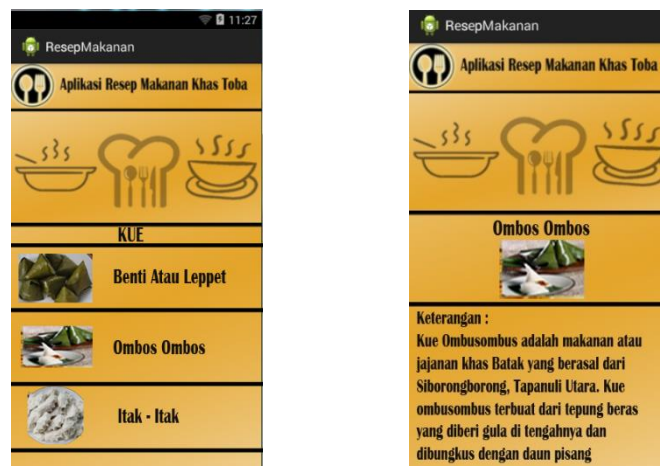 11:27
ResepMakanan
Aplikasi Resep Makanan Khas Toba
KUE
Benti Atau Leppet
Ombos Ombos
Itak - Itak
ResepMakanan
Aplikasi Resep Makanan Khas Toba
Ombos Ombos
Keterangan :
Kue Ombusombus adalah makanan atau
jajanan khas Batak yang berasal dari
Siborongborong, Tapanuli Utara. Kue
ombusombus terbuat dari tepung beras
yang diberi gula di tengahnya dan
dibungkus dengan daun pisang